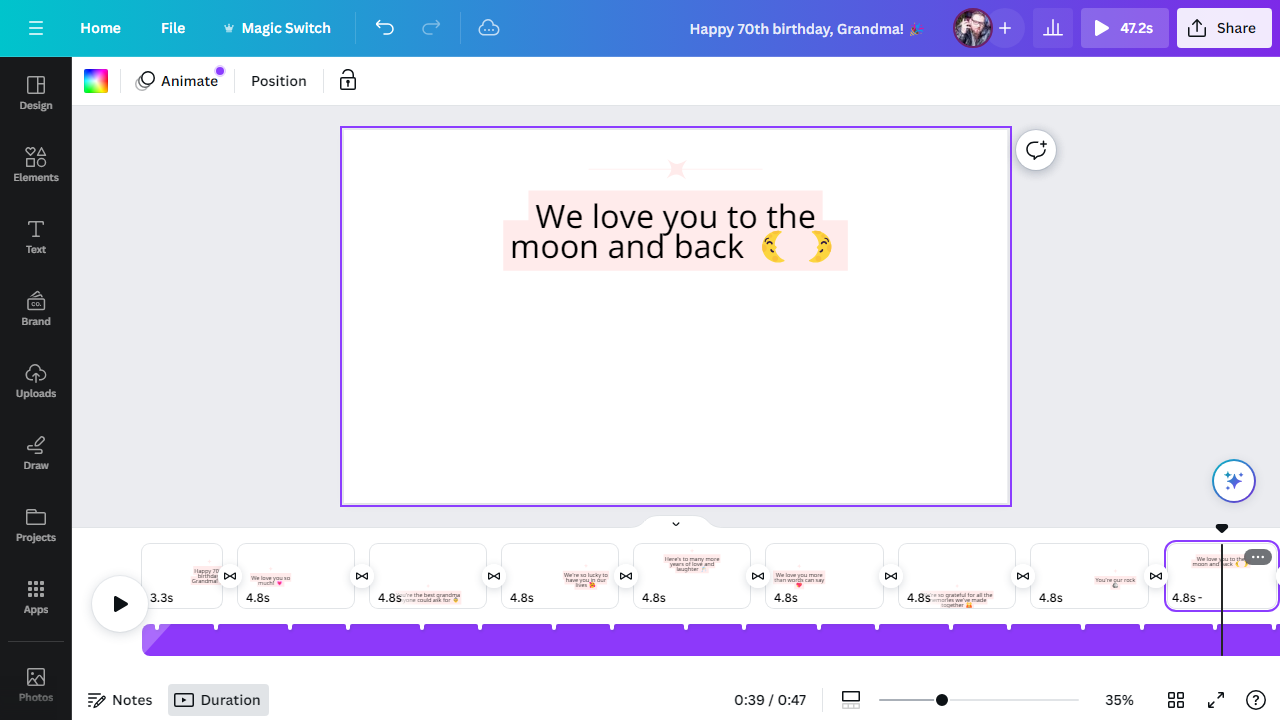 Home
File
Magic Switch
Happy 70th birthday, Grandma! 🎉
47.2s
Share
Design
Elements
Text
Brand
Uploads
Draw
Projects
Apps
Photos
Animate
Position
We love you to the
moon and back 🌜 🌛
Happy 70
birthday
Grandma!
3.3s
We love you so
much! 💗
4.8s
You're the best grandma
anyone could ask for
4.8s
We're so lucky to
have you in our
lives
4.8s
Here's to many more
years of love and
laughter
4.8s
We love you more
than words can say
4.8s
We're so grateful for all the
memories we've made
together
4.8s
You're our rock
4.8s
We love you to the
moon and back
4.8s -
Notes
Duration
0:39 / 0:47
35%